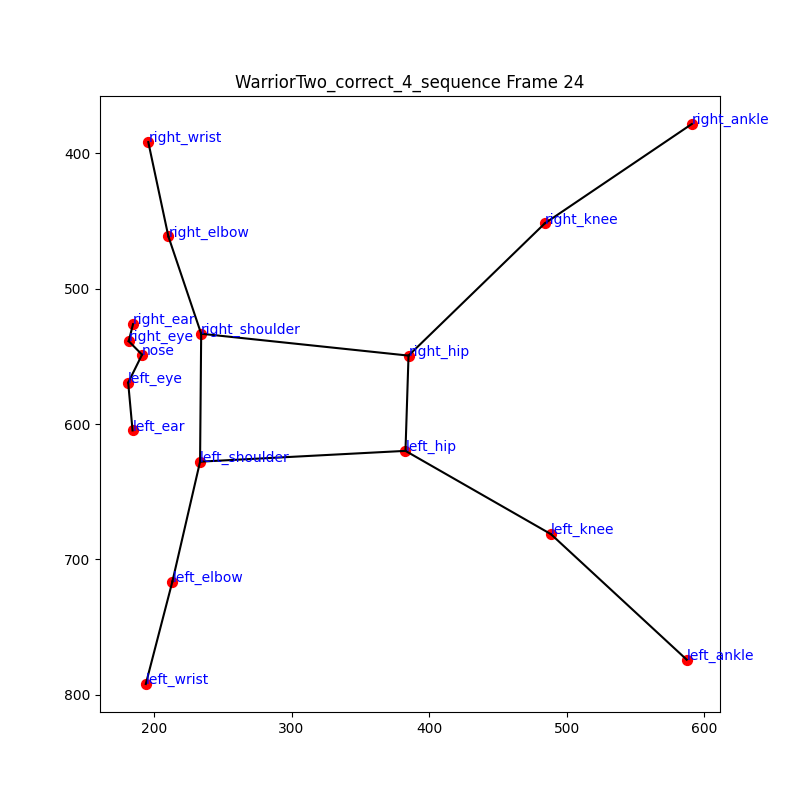 WarriorTwo_correct_4_sequence Frame 24
right_ankle
right_wrist
400
right_knee
right_elbow
500
right_ear
right_shoulder
right_eye
nose
right_hip
left_eye
600
left_ear
left_hip
left_shoulder
left_knee
700
left_elbow
left_ankle
left_wrist
800
200 300 400 500 600